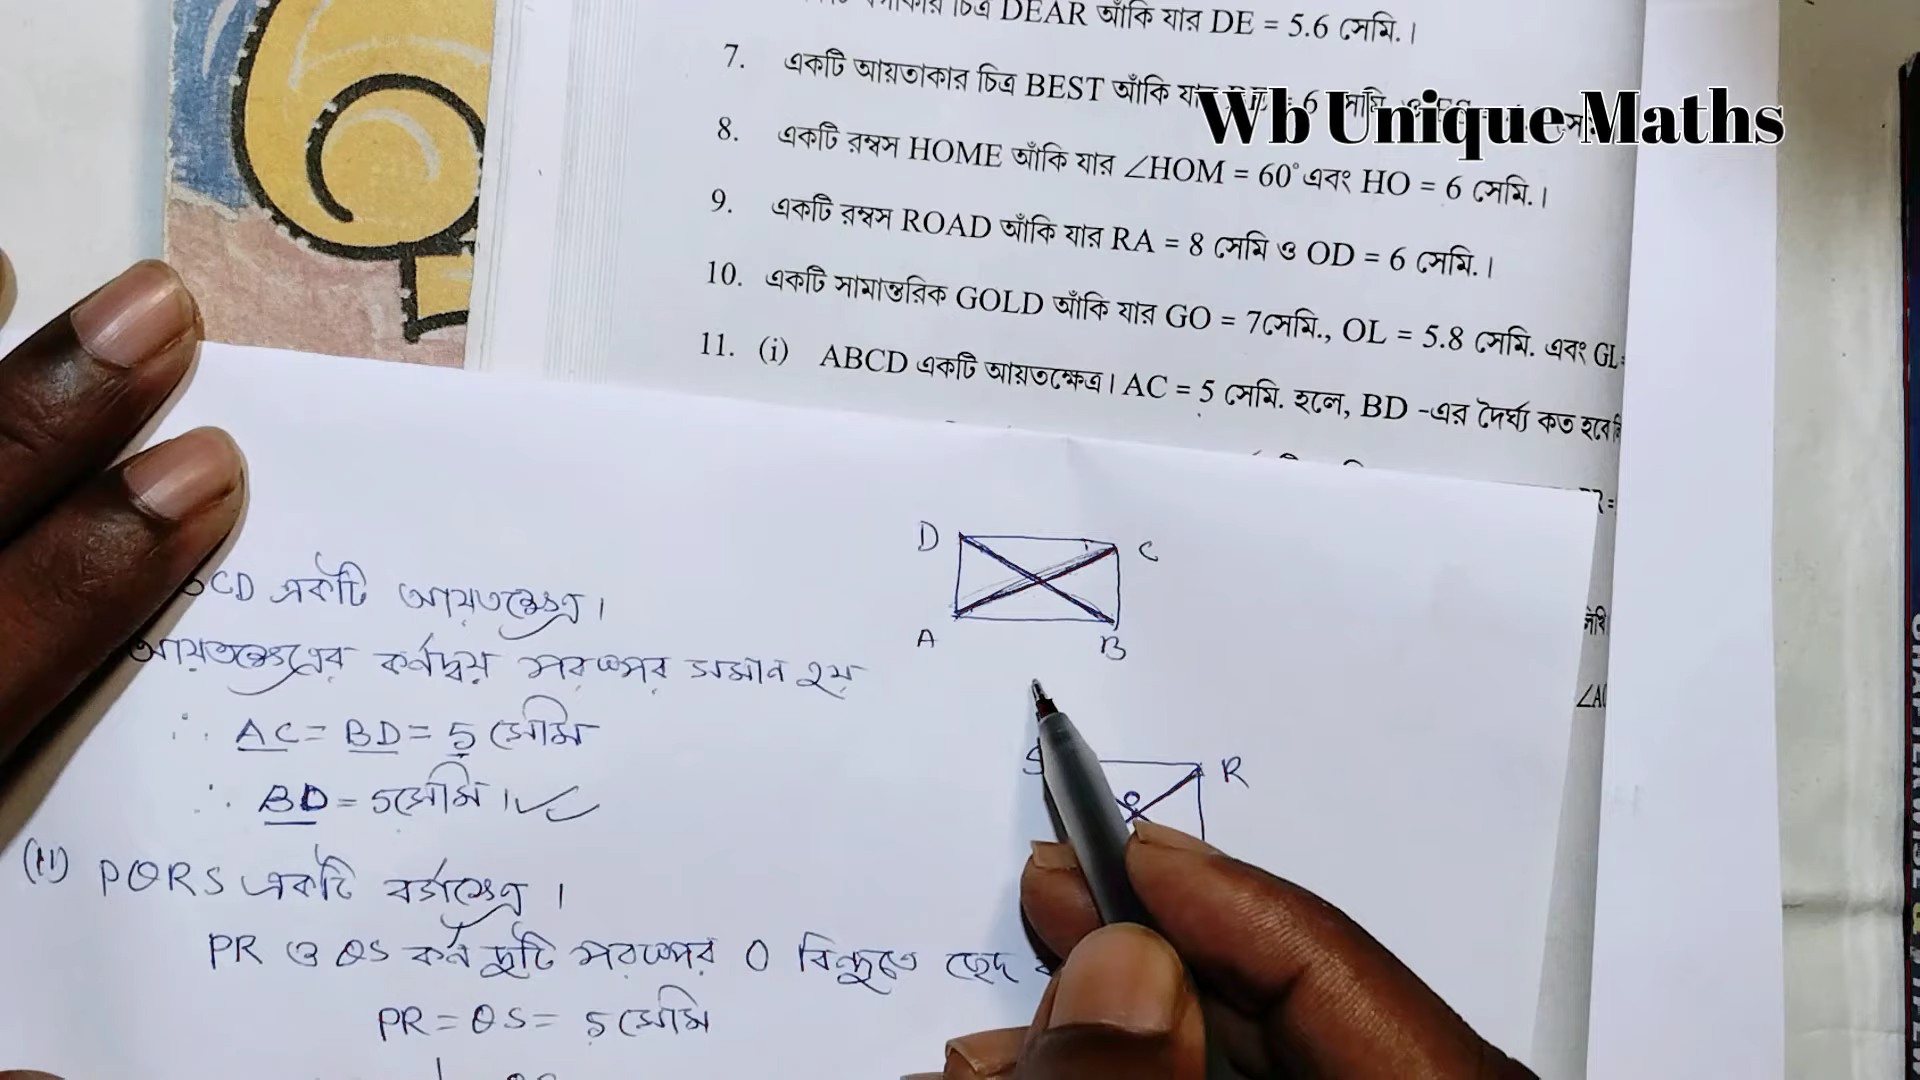 চিত্র DEAR আঁকি যার DE = 5.6 সেমি.।
7. একটি আয়তাকার চিত্র BEST আঁকি যার
Wb Unique Maths
8. একটি রম্বস HOME আঁকি যার ∠HOM = 60° এবং HO = 6 সেমি.।
9. একটি রম্বস ROAD আঁকি যার RA = 8 সেমি ও OD = 6 সেমি.।
10. একটি সামান্তরিক GOLD আঁকি যার GO = 7সেমি., OL = 5.8 সেমি. এবং GL
11. (i) ABCD একটি আয়তক্ষেত্র। AC = 5 সেমি. হলে, BD -এর দৈর্ঘ্য কত হবে
D C
A B
CD একটি আয়তক্ষেত্র।
আয়তক্ষেত্রের কর্নদ্বয় পরস্পর সমান হয়
∴ AC = BD = 5 সেমি
∴ BD = 5সেমি।
S R
O
(ii) PQRS একটি বর্গক্ষেত্র।
PR ও QS কর্ন দুটি পরস্পর O বিন্দুতে ছেদ
PR = QS = 5 সেমি
∠A